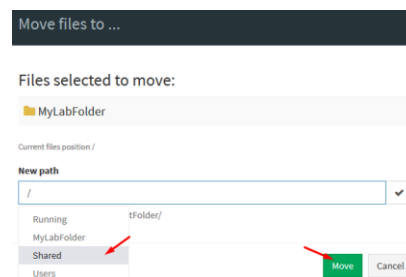 Move files to ...
Files selected to move:
MyLabFolder
Current files position /
New path
/
Running
tFolder/
MyLabFolder
Shared
Users
Move Cancel